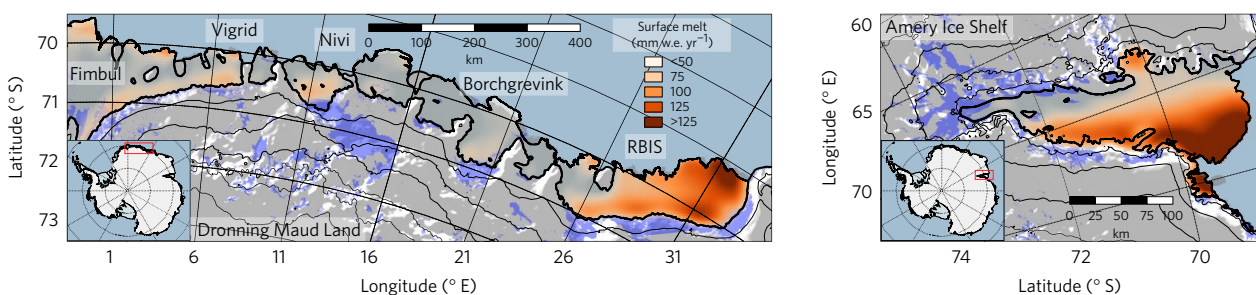 70
71
72
73
Latitude (° S)
Fimbul
Vigrid
Nivi
Borchgrevink
RBIS
Dronning Maud Land
0 100 200 300 400
km
Surface melt
(mm w.e. yr⁻¹)
<50
75
100
125
>125
1 6 11 16 21 26 31
Longitude (° E)
Amery Ice Shelf
60
65
70
Longitude (° E)
0 25 50 75 100
km
74 72 70
Latitude (° S)